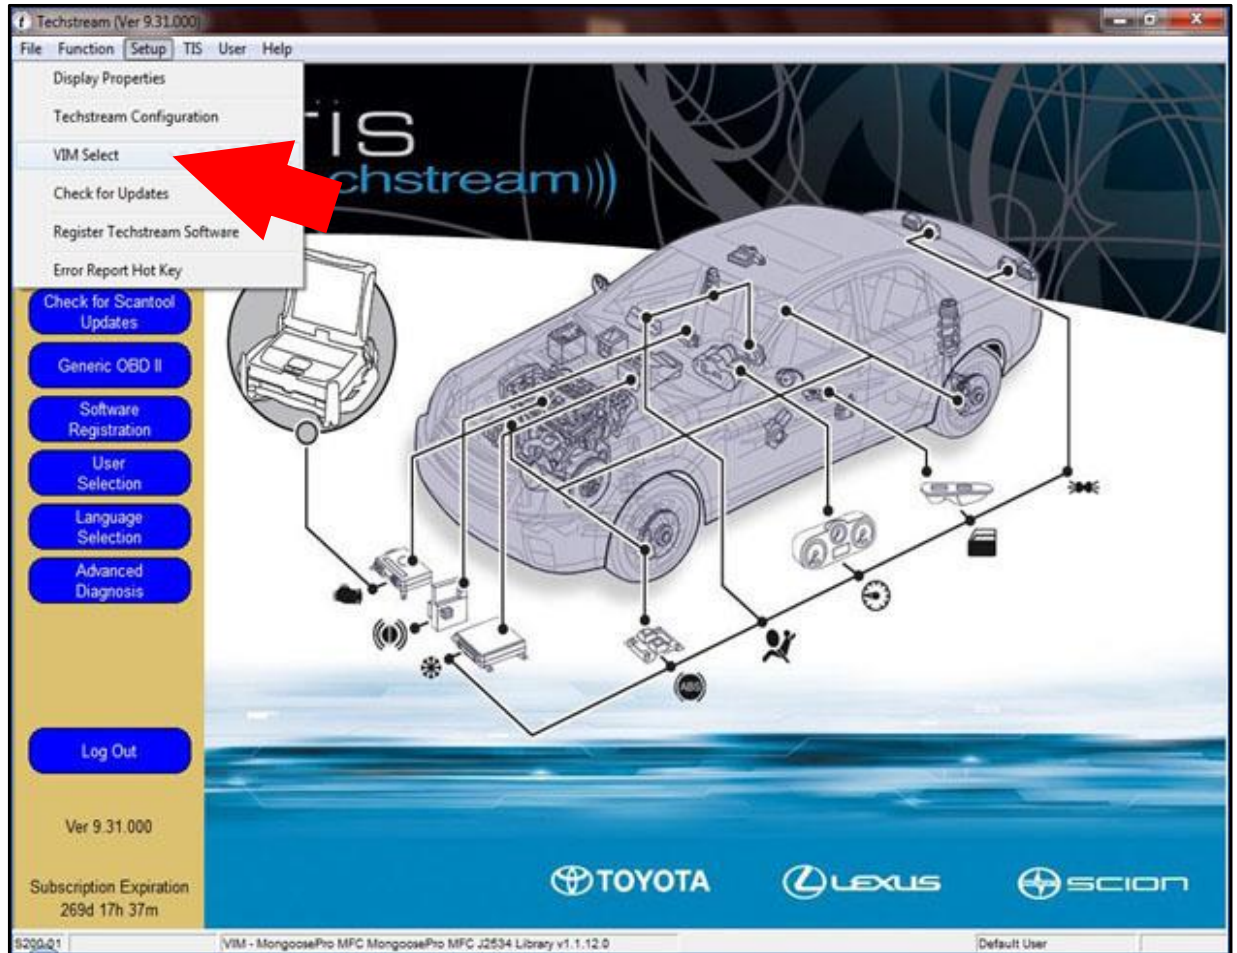 Techstream (Ver 9.31.000)
File Function Setup TIS User Help
Display Properties
Techstream Configuration
VIM Select
Check for Updates
Register Techstream Software
Error Report Hot Key
TIS
chstream
Check for Scantool
Updates
Generic OBD II
Software
Registration
User
Selection
Language
Selection
Advanced
Diagnosis
Log Out
Ver 9.31.000
Subscription Expiration
269d 17h 37m
ABS
TOYOTA
LEXUS
SCION
S200-01
VIM - MongoosePro MFC MongoosePro MFC J2534 Library v1.1.12.0
Default User